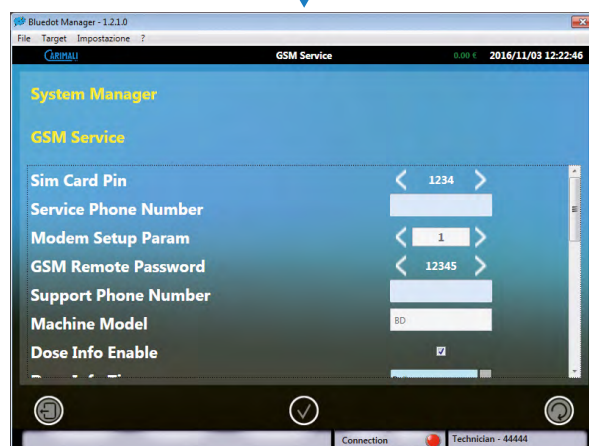 Bluedot Manager - 1.2.1.0
File Target Impostazione ?
CARIMALI GSM Service 0.00 € 2016/11/03 12:22:46
System Manager
GSM Service
Sim Card Pin 1234
Service Phone Number
Modem Setup Param 1
GSM Remote Password 12345
Support Phone Number
Machine Model BD
Dose Info Enable
Connection Technician - 44444